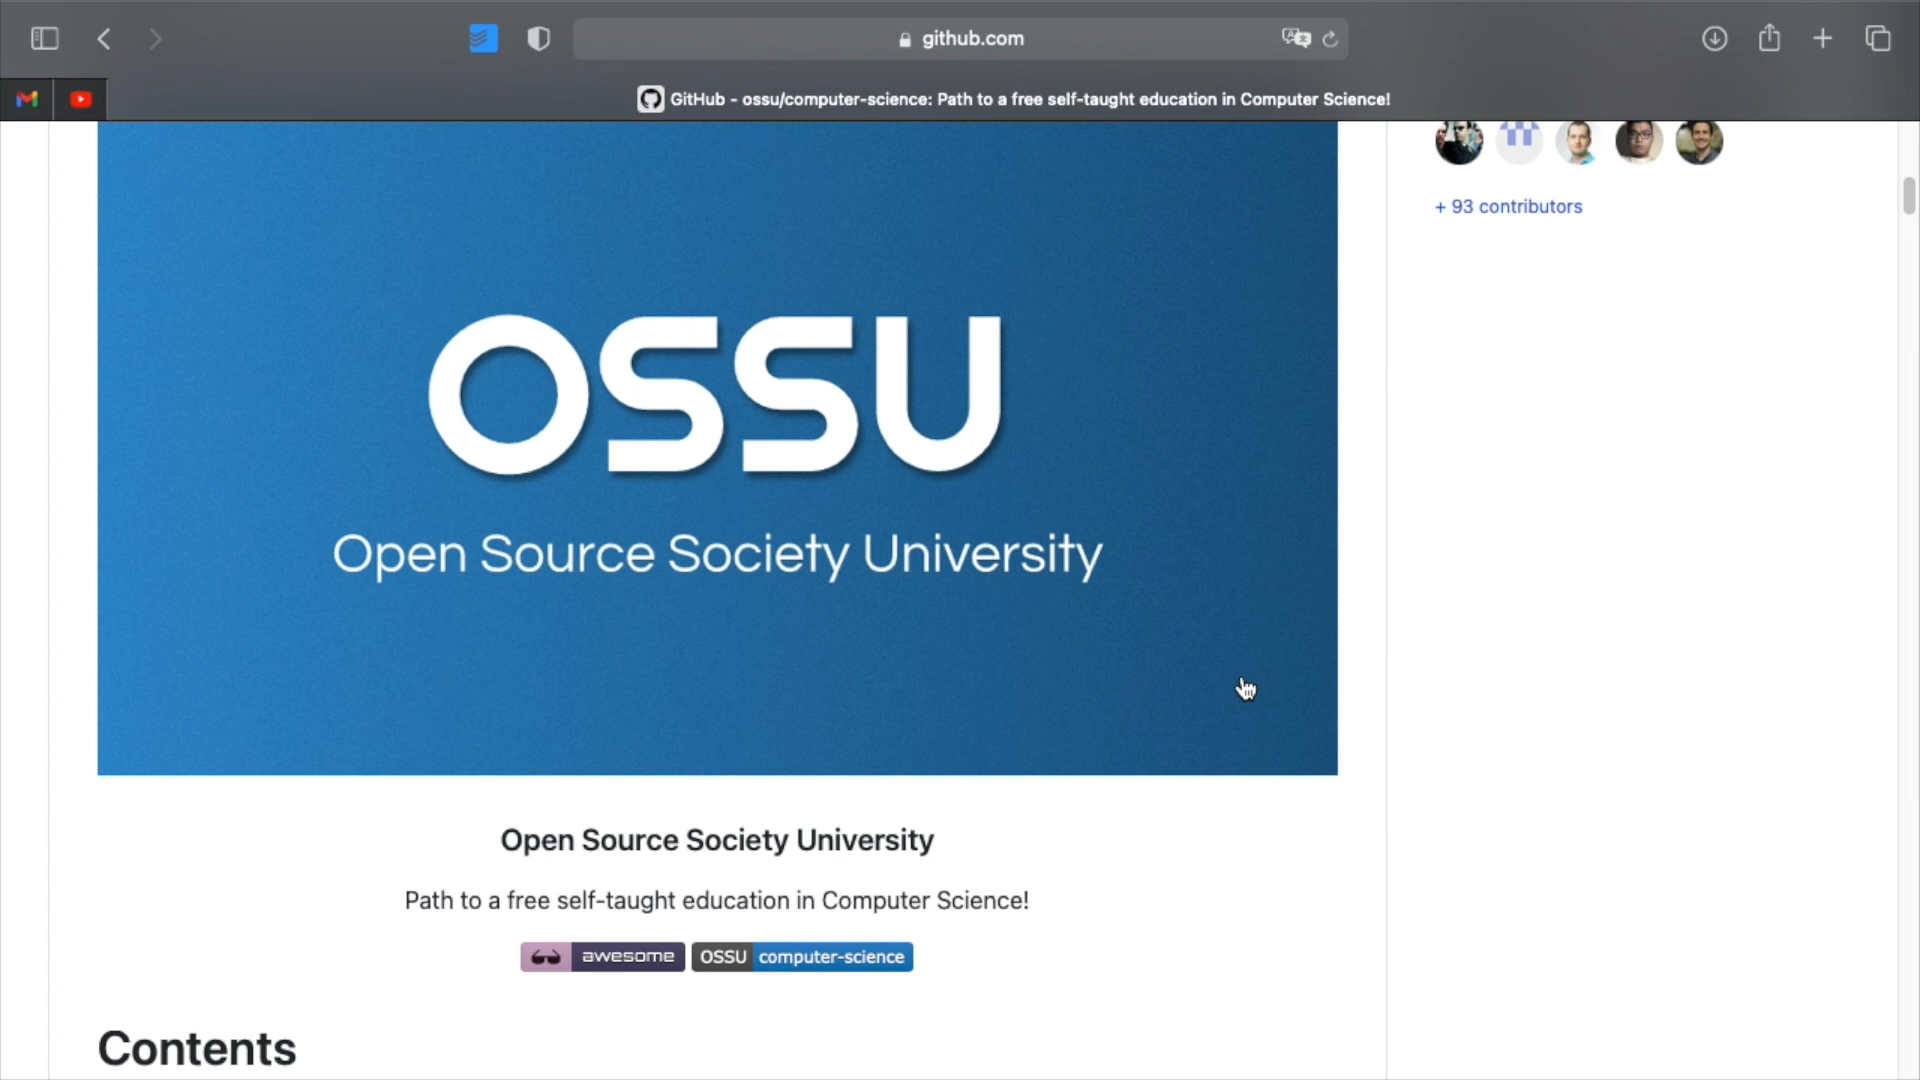 github.com
GitHub - ossu/computer-science: Path to a free self-taught education in Computer Science!
+ 93 contributors
OSSU
Open Source Society University
Open Source Society University
Path to a free self-taught education in Computer Science!
awesome OSSU computer-science
Contents